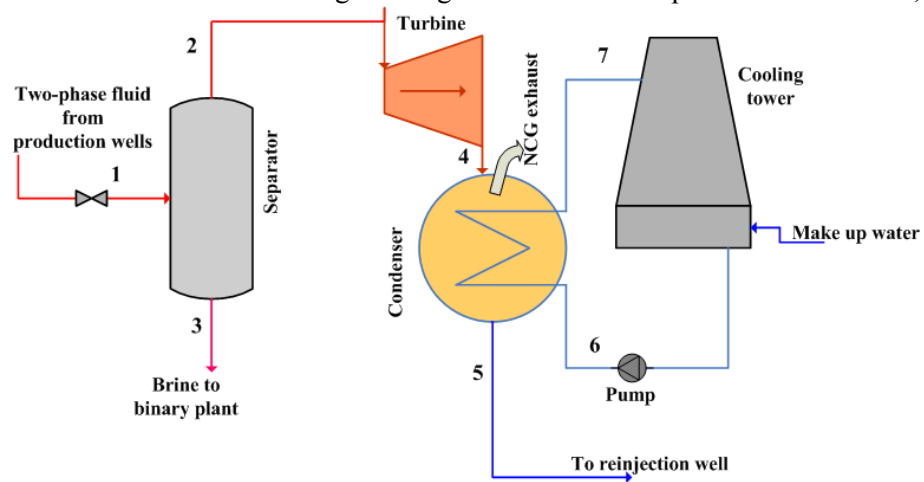 2
Turbine
7
Two-phase fluid
from
production wells
Cooling
tower
1
Separator
4
NCG exhaust
Make up water
Condenser
3
6
5
Brine to
binary plant
Pump
To reinjection well